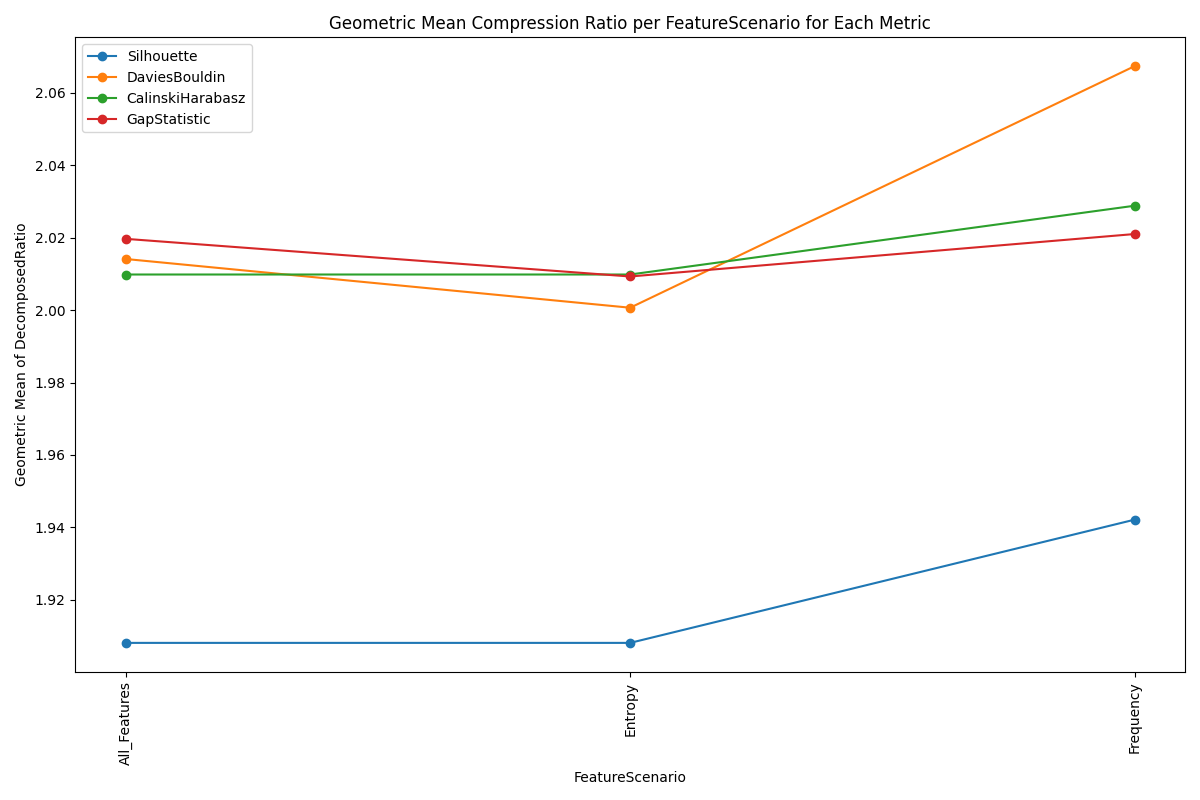 Geometric Mean Compression Ratio per FeatureScenario for Each Metric
Silhouette
DaviesBouldin
CalinskiHarabasz
GapStatistic
Geometric Mean of DecomposedRatio
2.06
2.04
2.02
2.00
1.98
1.96
1.94
1.92
All_Features
Entropy
Frequency
FeatureScenario